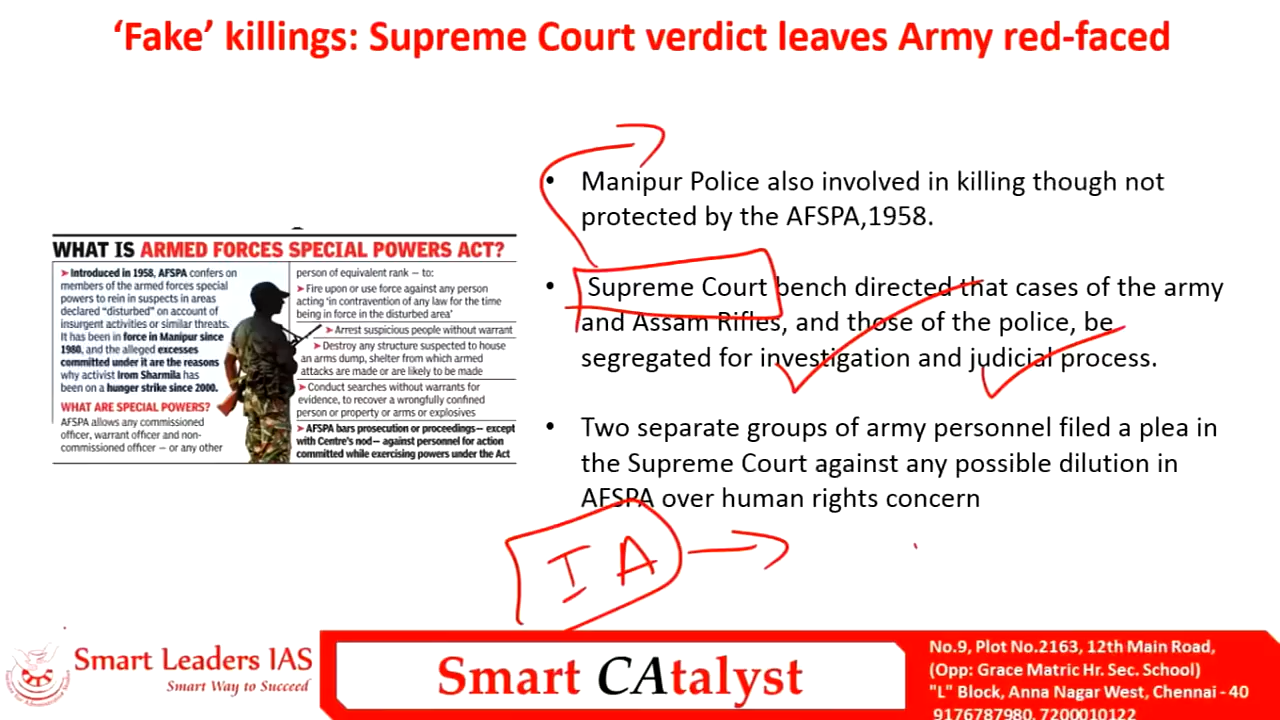 ‘Fake’ killings: Supreme Court verdict leaves Army red-faced
WHAT IS ARMED FORCES SPECIAL POWERS ACT?
➤ Introduced in 1958, AFSPA confers on
members of the armed forces special
powers to rein in suspects in areas
declared "disturbed" on account of
insurgent activities or similar threats.
It has been in force in Manipur since
1980, and the alleged excesses
committed under it are the reasons
why activist Irom Sharmila has
been on a hunger strike since 2000.
WHAT ARE SPECIAL POWERS?
AFSPA allows any commissioned
officer, warrant officer and non-
commissioned officer — or any other
person of equivalent rank — to:
➤ Fire upon or use force against any person
acting 'in contravention of any law for the time
being in force in the disturbed area'
➤ Arrest suspicious people without warrant
➤ Destroy any structure suspected to house
an arms dump, shelter from which armed
attacks are made or are likely to be made
➤ Conduct searches without warrants for
evidence, to recover a wrongfully confined
person or property or arms or explosives
➤ AFSPA bars prosecution or proceedings— except
with Centre's nod— against personnel for action
committed while exercising powers under the Act
• Manipur Police also involved in killing though not
protected by the AFSPA,1958.
• Supreme Court bench directed that cases of the army
and Assam Rifles, and those of the police, be
segregated for investigation and judicial process.
• Two separate groups of army personnel filed a plea in
the Supreme Court against any possible dilution in
AFSPA over human rights concern
IA
Smart Leaders IAS
Smart Way to Succeed
Smart CAtalyst
No.9, Plot No.2163, 12th Main Road,
(Opp: Grace Matric Hr. Sec. School)
"L" Block, Anna Nagar West, Chennai - 40
9176787980, 7200010122